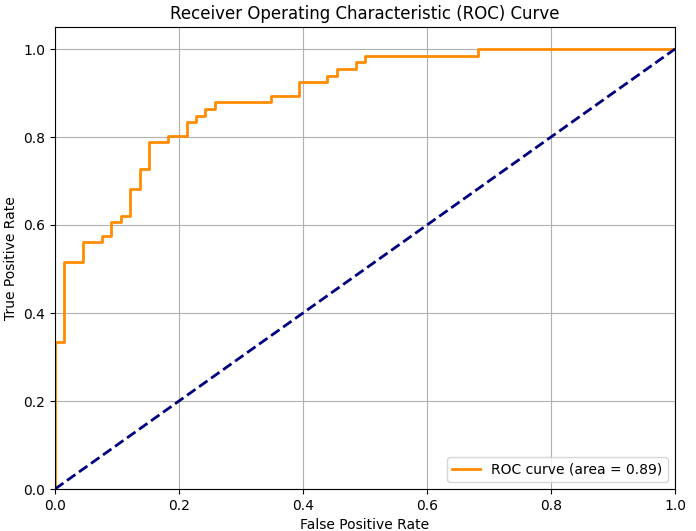 Receiver Operating Characteristic (ROC) Curve
1.0
0.8
0.6
0.4
0.2
0.0
True Positive Rate
ROC curve (area = 0.89)
0.0 0.2 0.4 0.6 0.8 1.0
False Positive Rate